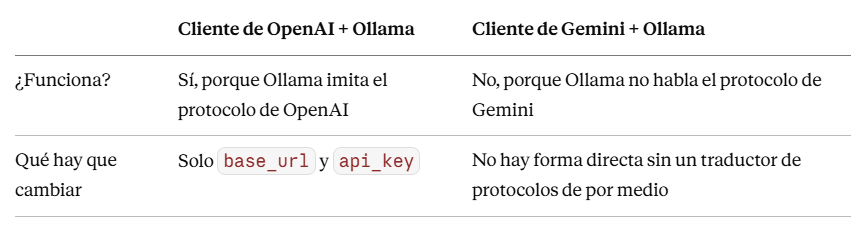 Cliente de OpenAI + Ollama	Cliente de Gemini + Ollama
¿Funciona?	Sí, porque Ollama imita el	No, porque Ollama no habla el protocolo de
protocolo de OpenAI	Gemini
Qué hay que	Solo base_url y api_key	No hay forma directa sin un traductor de
cambiar	protocolos de por medio